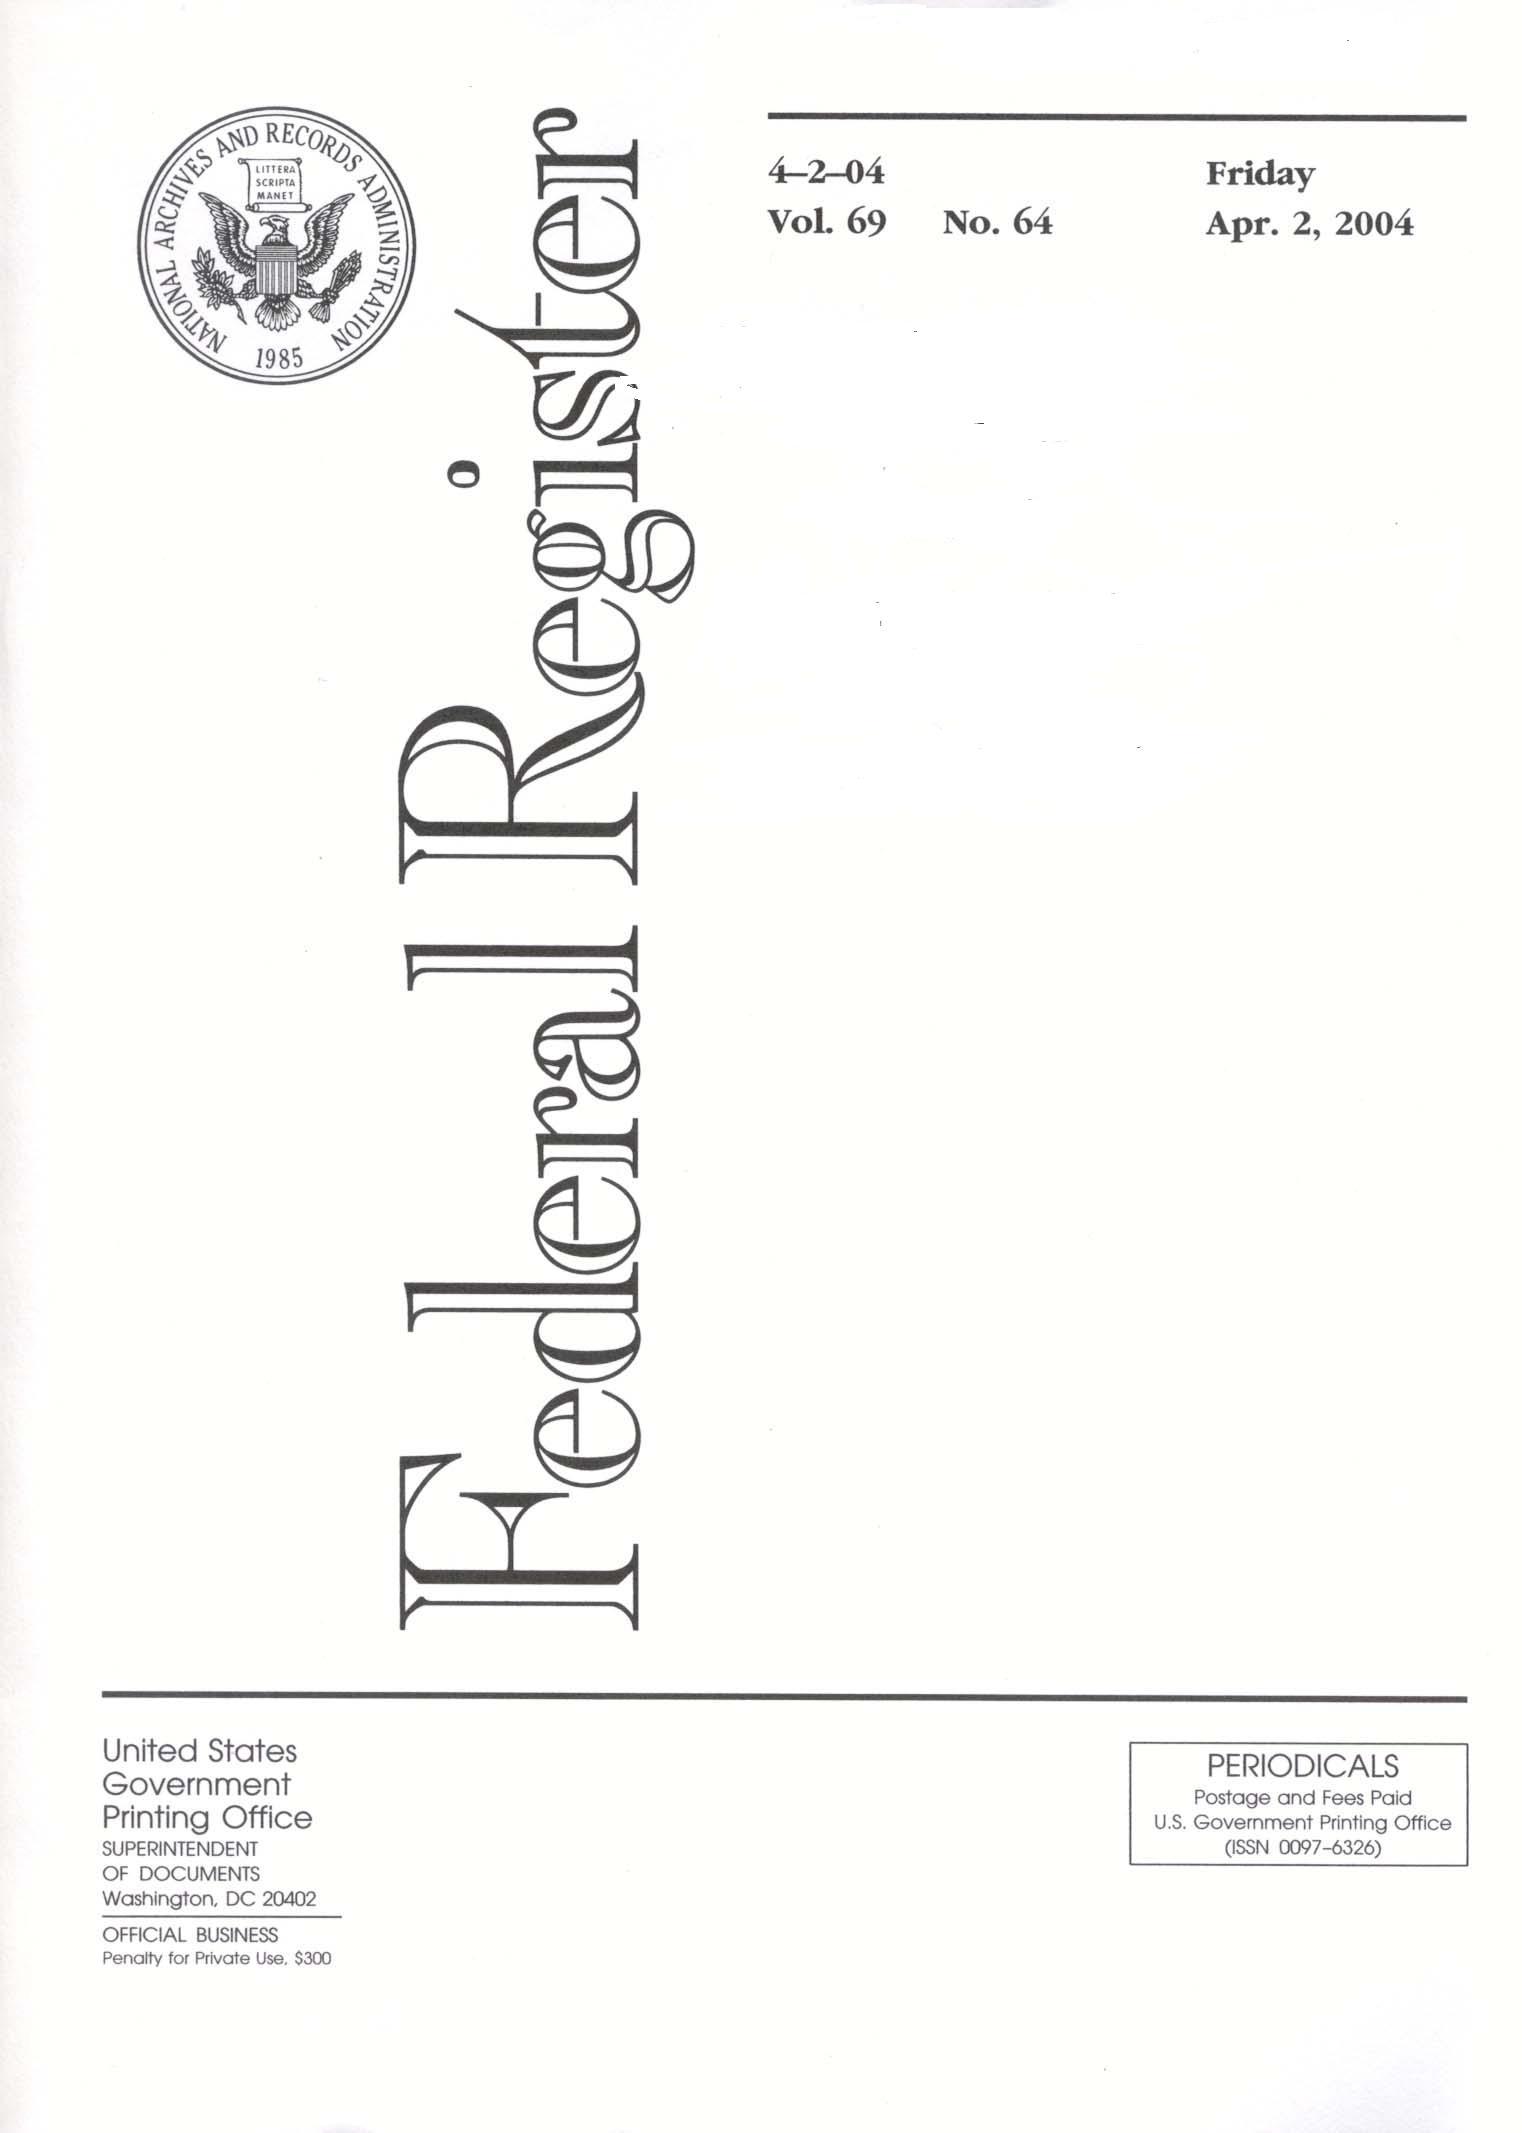 NATIONAL ARCHIVES AND RECORDS ADMINISTRATION
LITTERA
SCRIPTA
MANET
1985
Federal Register
4–2–04
Vol. 69 No. 64
Friday
Apr. 2, 2004
United States
Government
Printing Office
SUPERINTENDENT
OF DOCUMENTS
Washington, DC 20402
OFFICIAL BUSINESS
Penalty for Private Use, $300
PERIODICALS
Postage and Fees Paid
U.S. Government Printing Office
(ISSN 0097–6326)